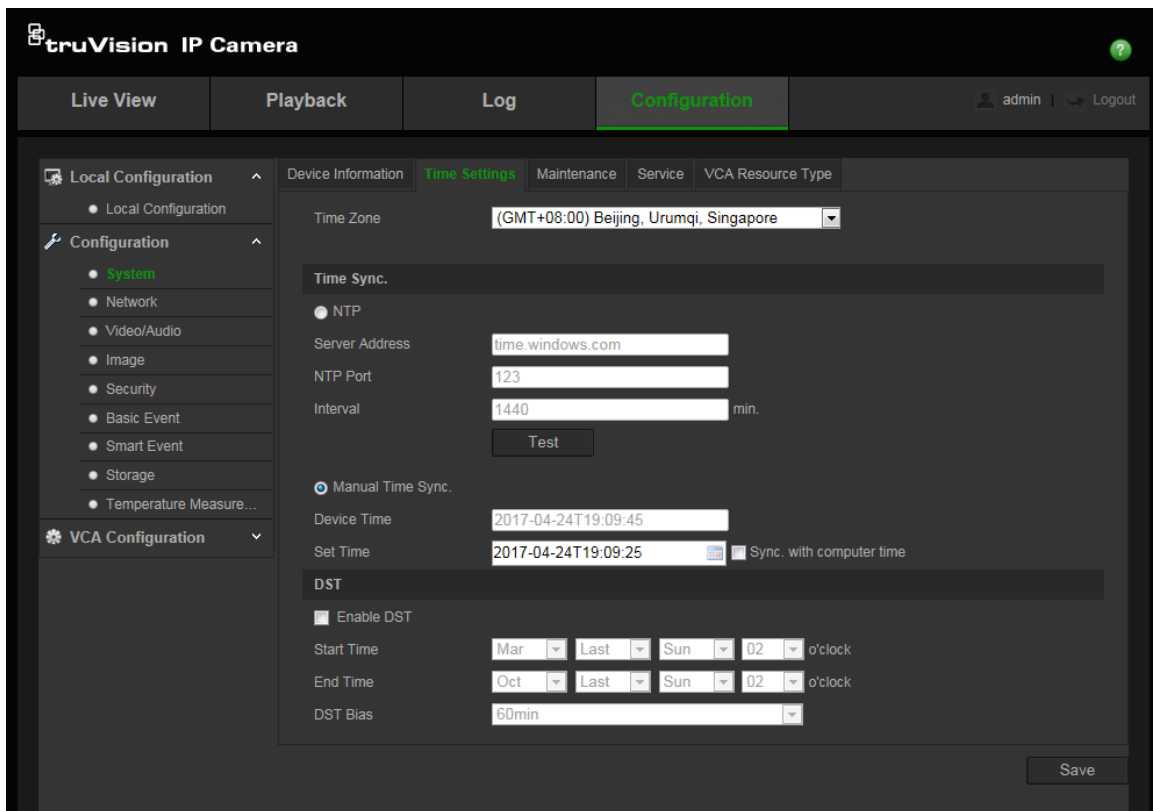 truVision IP Camera
?
Live View Playback Log Configuration admin | Logout
Local Configuration
Local Configuration
Configuration
System
Network
Video/Audio
Image
Security
Basic Event
Smart Event
Storage
Temperature Measure...
VCA Configuration
Device Information Time Settings Maintenance Service VCA Resource Type
Time Zone (GMT+08:00) Beijing, Urumqi, Singapore
Time Sync.
NTP
Server Address time.windows.com
NTP Port 123
Interval 1440 min.
Test
Manual Time Sync.
Device Time 2017-04-24T19:09:45
Set Time 2017-04-24T19:09:25 Sync. with computer time
DST
Enable DST
Start Time Mar Last Sun 02 o'clock
End Time Oct Last Sun 02 o'clock
DST Bias 60min
Save